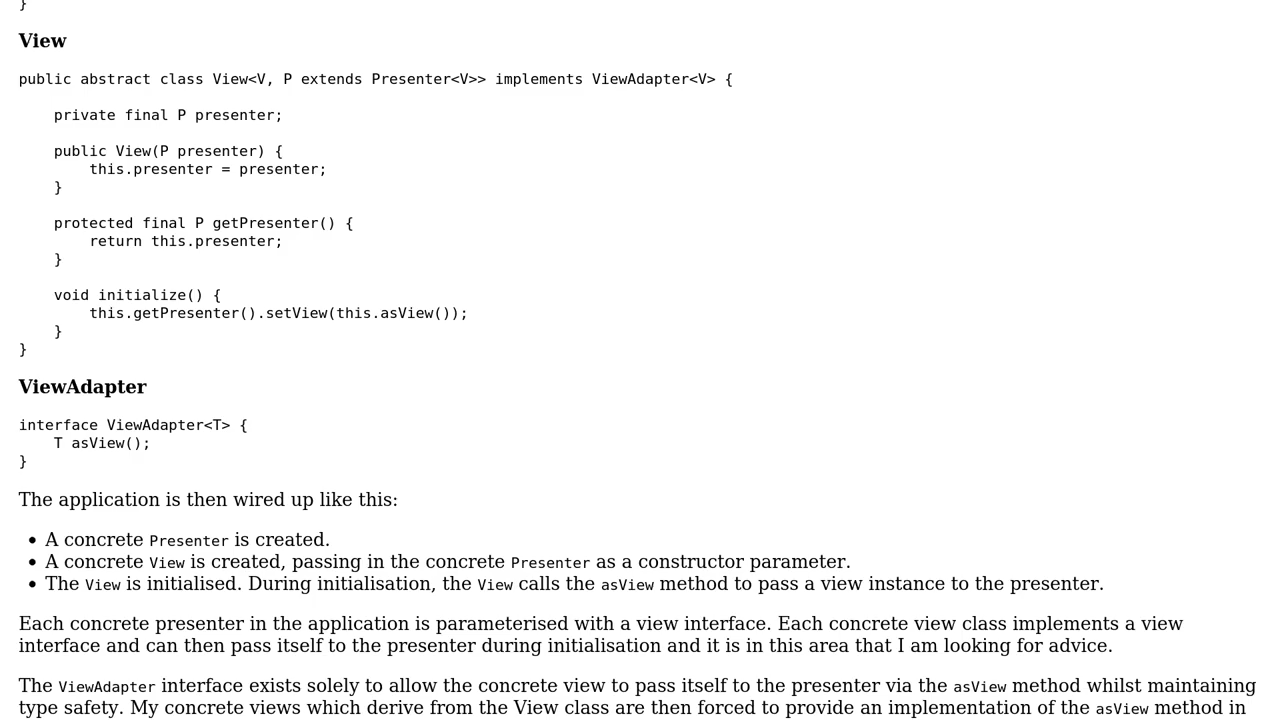 }
View
public abstract class View<V, P extends Presenter<V>> implements ViewAdapter<V> {
    private final P presenter;
    public View(P presenter) {
        this.presenter = presenter;
    }
    protected final P getPresenter() {
        return this.presenter;
    }
    void initialize() {
        this.getPresenter().setView(this.asView());
    }
}
ViewAdapter
interface ViewAdapter<T> {
    T asView();
}
The application is then wired up like this:
• A concrete Presenter is created.
• A concrete View is created, passing in the concrete Presenter as a constructor parameter.
• The View is initialised. During initialisation, the View calls the asView method to pass a view instance to the presenter.
Each concrete presenter in the application is parameterised with a view interface. Each concrete view class implements a view
interface and can then pass itself to the presenter during initialisation and it is in this area that I am looking for advice.
The ViewAdapter interface exists solely to allow the concrete view to pass itself to the presenter via the asView method whilst maintaining
type safety. My concrete views which derive from the View class are then forced to provide an implementation of the asView method in